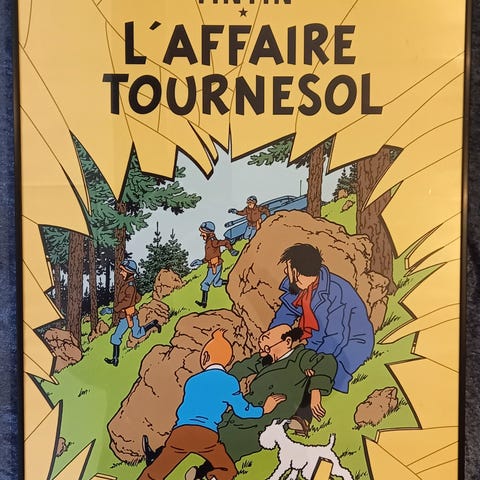 TINTIN
★
L'AFFAIRE
TOURNESOL